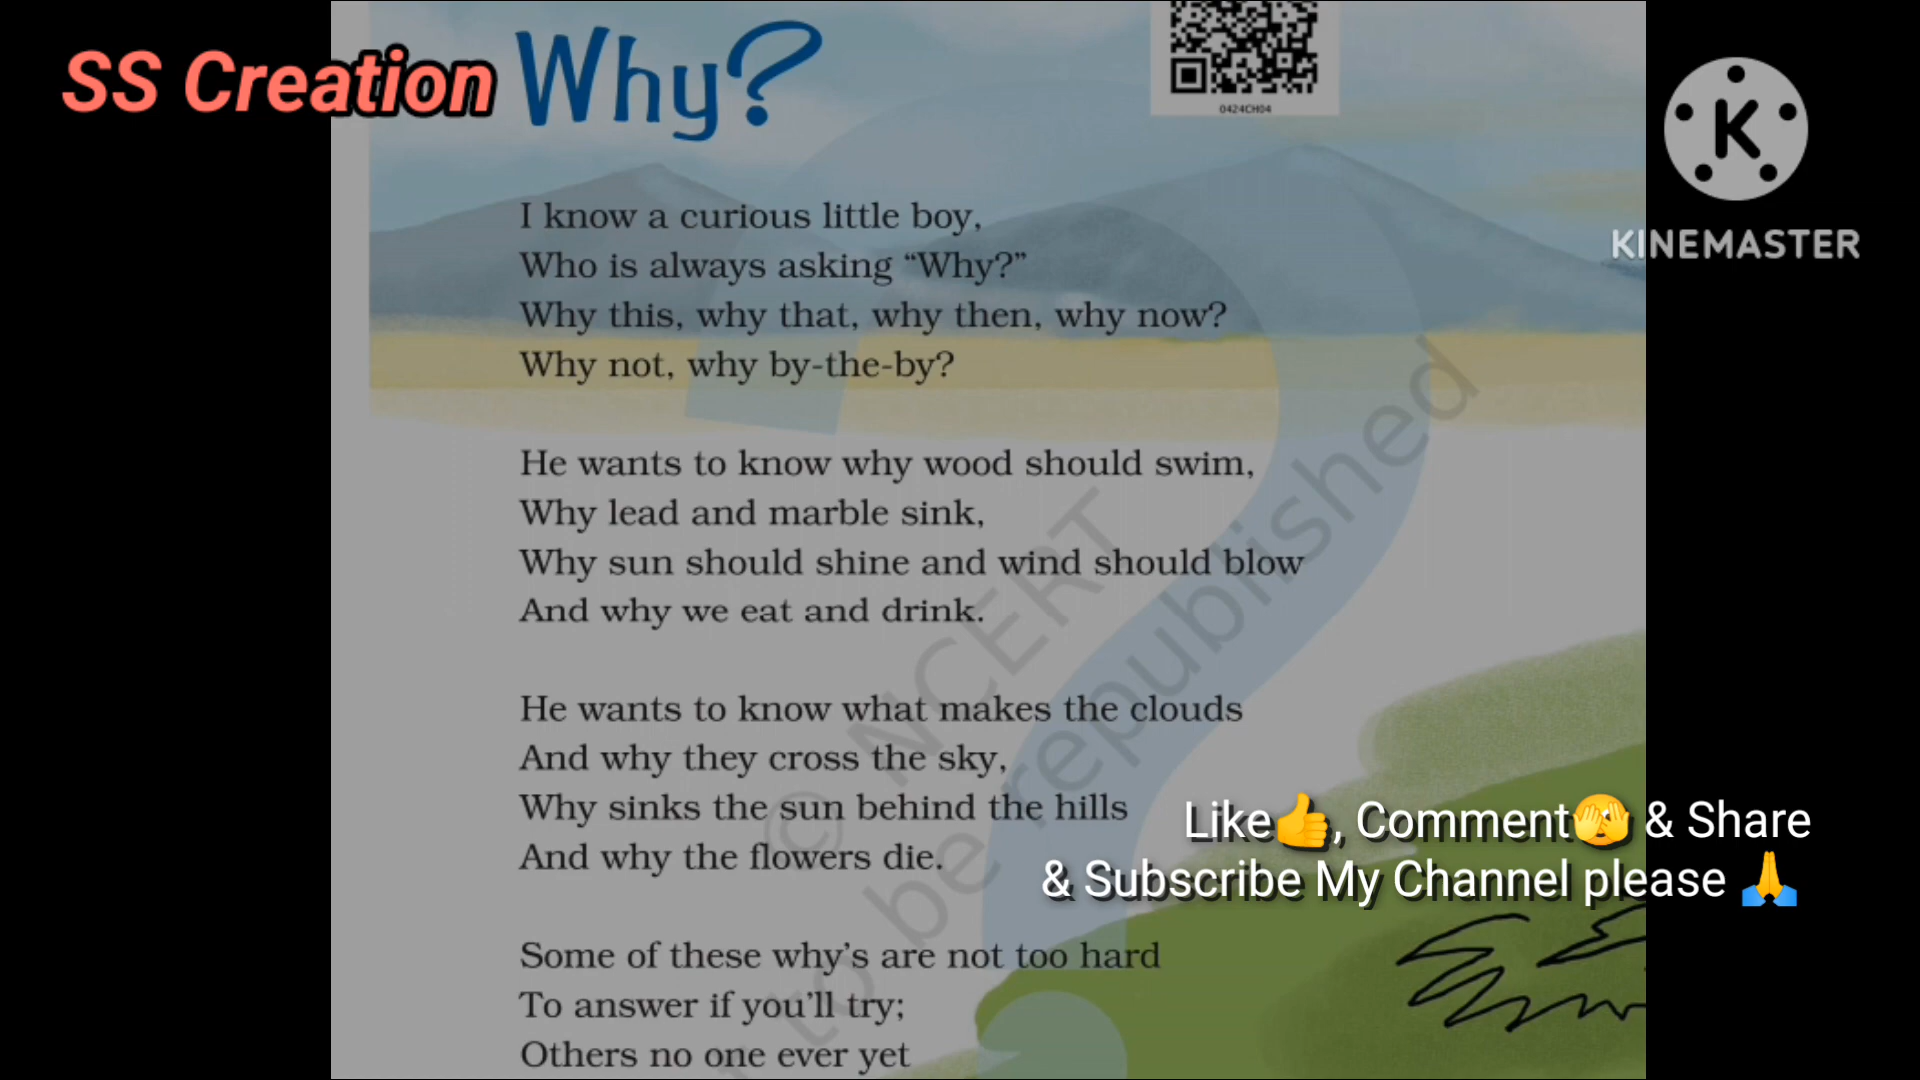 SS Creation
Why?
0424CH04
K
KINEMASTER
I know a curious little boy,
Who is always asking “Why?”
Why this, why that, why then, why now?
Why not, why by-the-by?
He wants to know why wood should swim,
Why lead and marble sink,
Why sun should shine and wind should blow
And why we eat and drink.
He wants to know what makes the clouds
And why they cross the sky,
Why sinks the sun behind the hills
And why the flowers die.
Some of these why’s are not too hard
To answer if you’ll try;
Others no one ever yet
Like👍, Comment🫣 & Share
& Subscribe My Channel please 🙏
© NCERT
to be republished